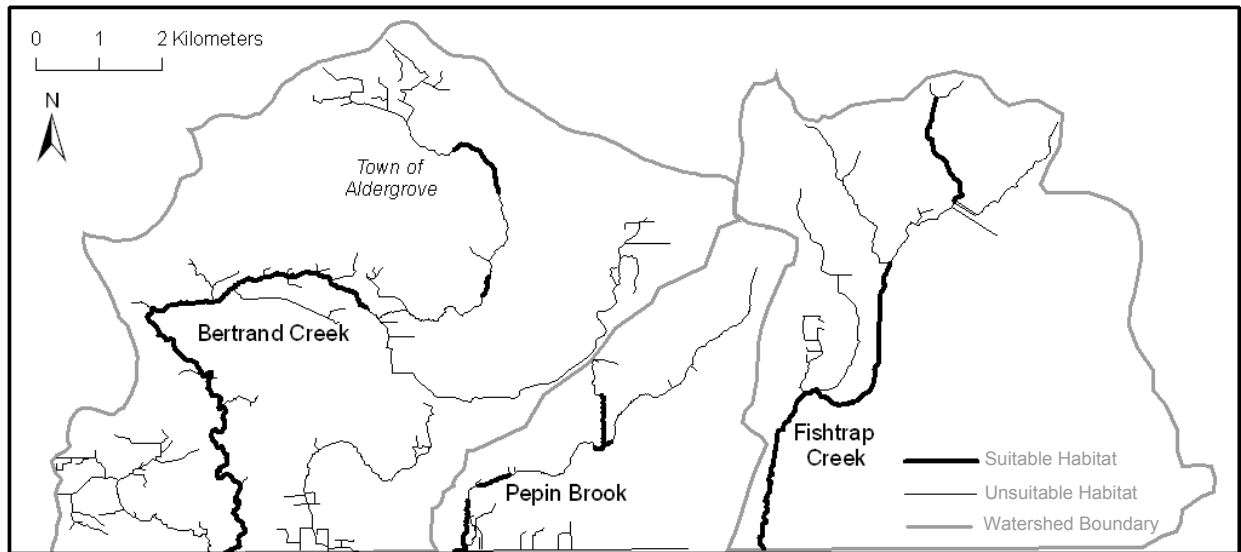 0 1 2 Kilometers
N
Town of
Aldergrove
Bertrand Creek
Pepin Brook
Fishtrap
Creek
Suitable Habitat
Unsuitable Habitat
Watershed Boundary